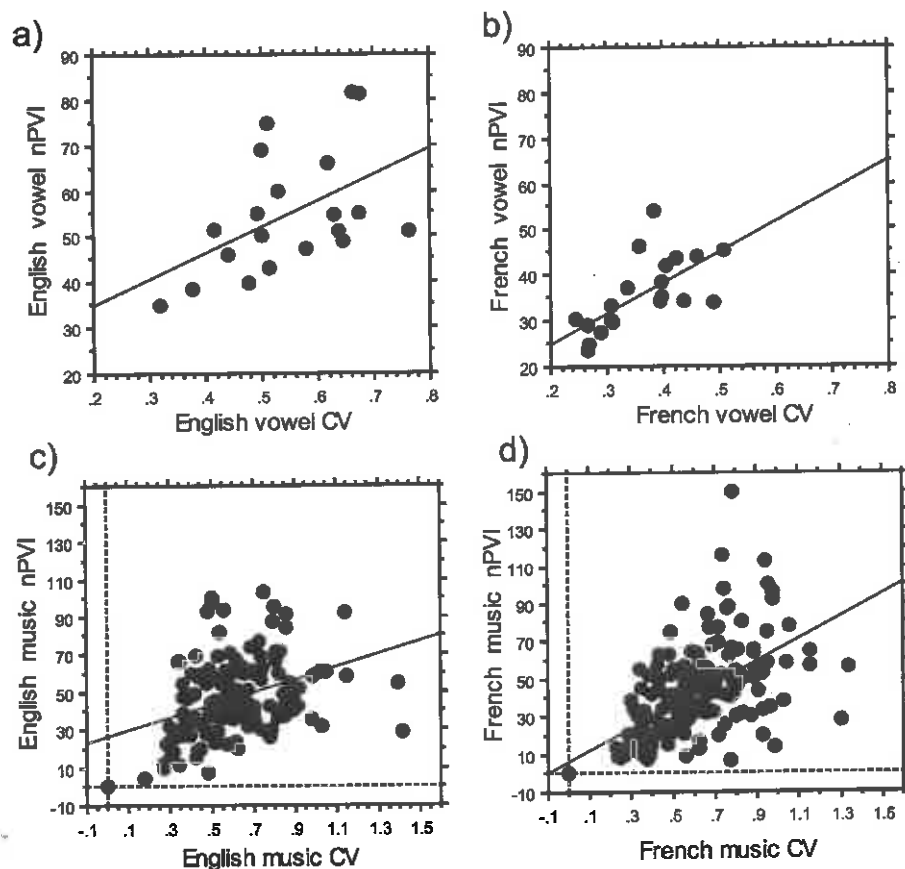 a)
English vowel nPVI
90
80
70
60
50
40
30
20
.2 .3 .4 .5 .6 .7 .8
English vowel CV
b)
French vowel nPVI
90
80
70
60
50
40
30
20
.2 .3 .4 .5 .6 .7 .8
French vowel CV
c)
English music nPVI
150
130
110
90
70
50
30
10
-10
-.1 .1 .3 .5 .7 .9 1.1 1.3 1.5
English music CV
d)
French music nPVI
150
130
110
90
70
50
30
10
-10
-.1 .1 .3 .5 .7 .9 1.1 1.3 1.5
French music CV